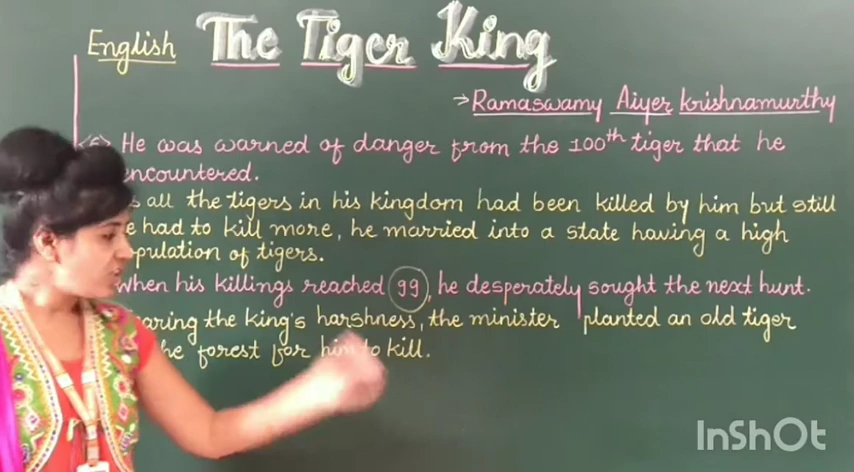 English The Tiger King
→ Ramaswamy Aiyer Krishnamurthy
He was warned of danger from the 100th tiger that he
encountered.
all the tigers in his kingdom had been killed by him but still
had to kill more, he married into a state having a high
of tigers.
When his killings reached 99, he desperately sought the next hunt.
the king's harshness, the minister planted an old tiger
forest for him to kill.
InShOt